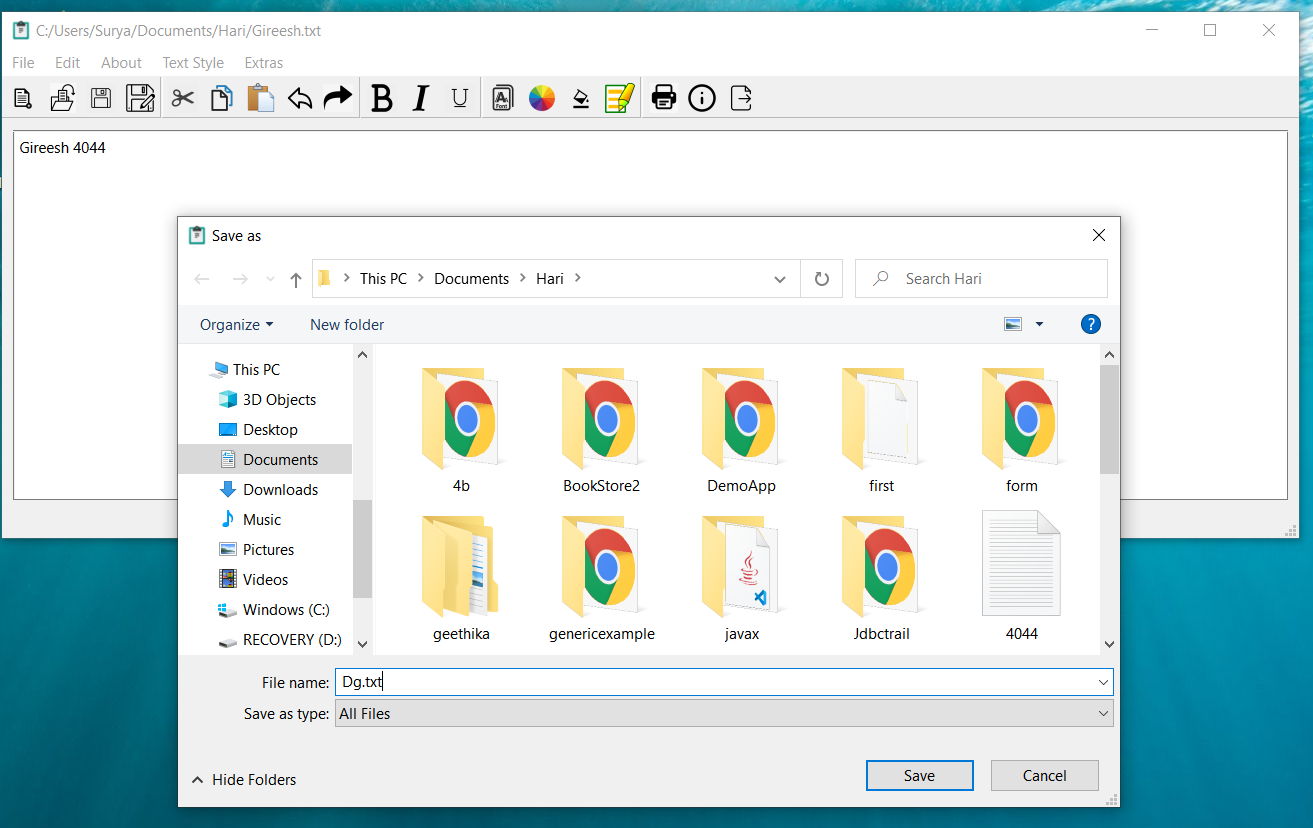 C:/Users/Surya/Documents/Hari/Gireesh.txt
File Edit About Text Style Extras
B I U A Font
Gireesh 4044
Save as
This PC > Documents > Hari >
Search Hari
Organize
New folder
?
This PC
3D Objects
Desktop
Documents
Downloads
Music
Pictures
Videos
Windows (C:)
RECOVERY (D:)
4b
BookStore2
DemoApp
first
form
geethika
genericexample
javax
Jdbctrail
4044
File name: Dg.txt
Save as type: All Files
Hide Folders
Save
Cancel